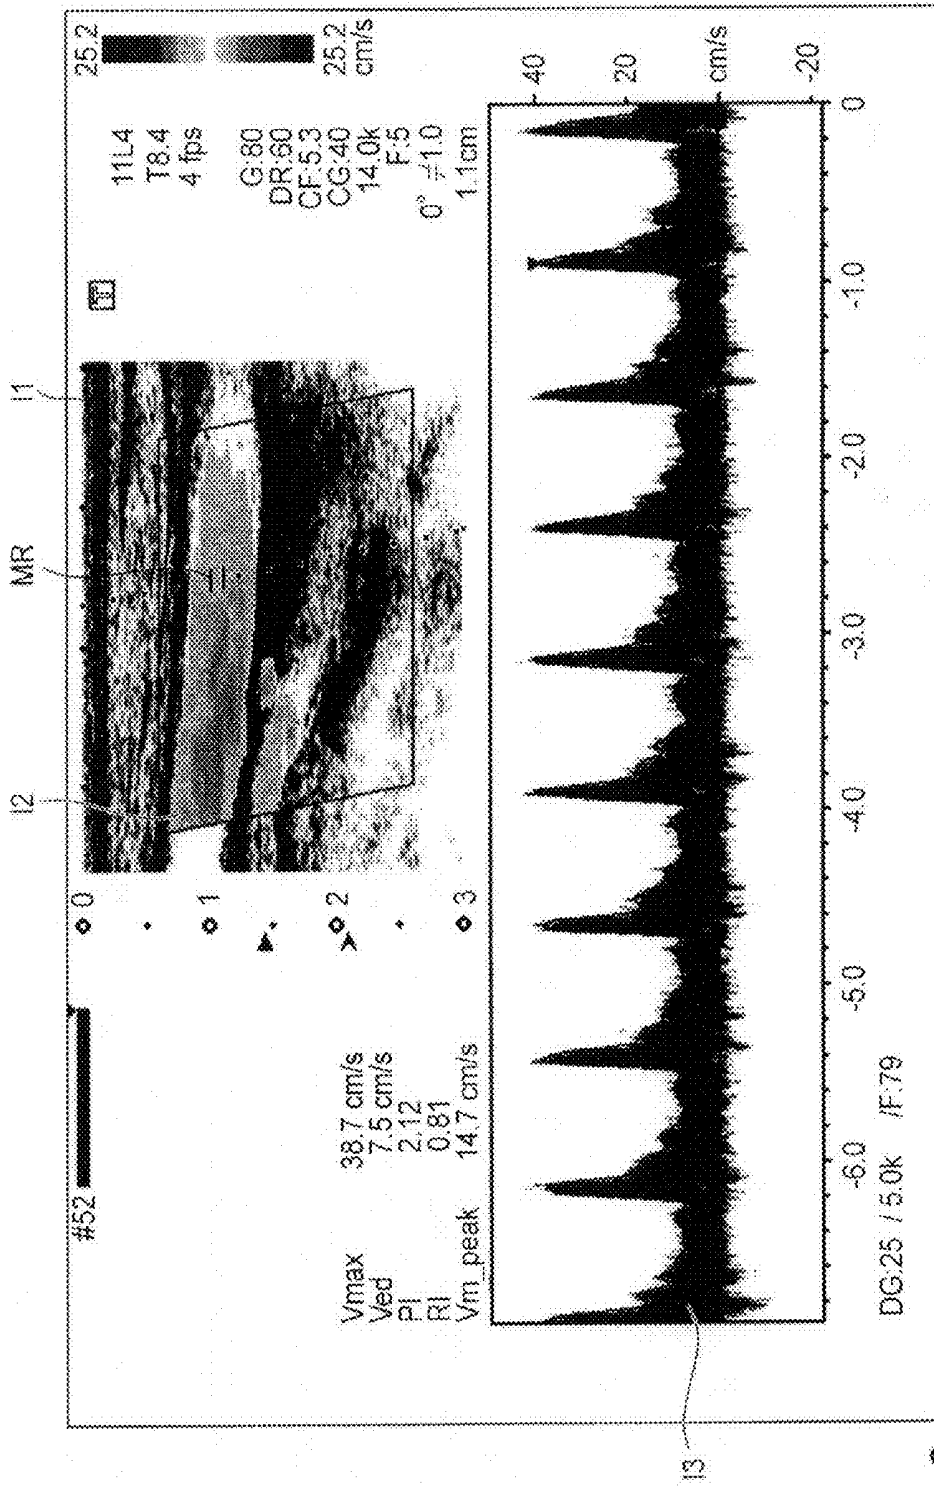 I2
MR
I1
#52
0
1
2
3
T
25.2
25.2
cm/s
11L4
T8.4
4 fps
G:80
DR:60
CF:5.3
CG:40
14.0k
F:5
0° ≠1.0
1.1cm
Vmax 38.7 cm/s
Ved 7.5 cm/s
PI 2.12
RI 0.81
Vm_peak 14.7 cm/s
40
20
cm/s
-20
I3
-6.0 -5.0 -4.0 -3.0 -2.0 -1.0 0
DG:25 / 5.0k /F:79